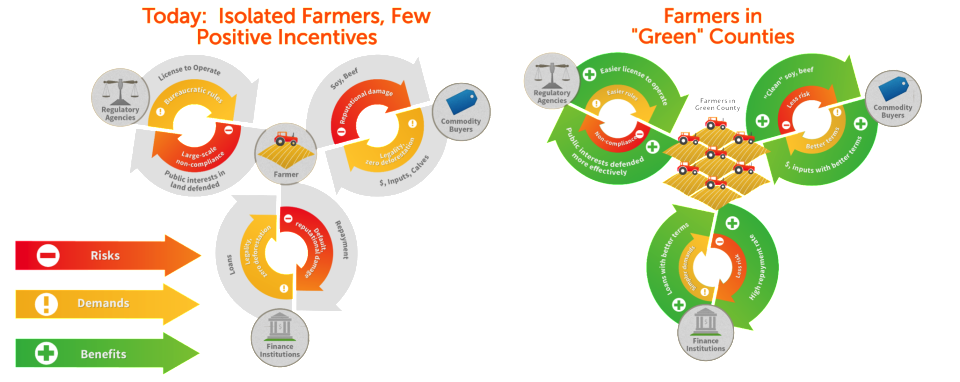 Today: Isolated Farmers, Few
Positive Incentives
License to Operate
Bureaucratic rules
Regulatory
Agencies
Large-scale
non-compliance
Public interests in
land defended
Farmer
Soy, Beef
Reputational damage
Commodity
Buyers
Legality,
zero deforestation
$, Inputs, Calves
Loans
Legality,
zero deforestation
Default,
reputational damage
Repayment
Finance
Institutions
Risks
Demands
Benefits
Farmers in
"Green" Counties
Easier license to operate
Easier rules
Regulatory
Agencies
Non-compliance
Public interests defended
more effectively
Farmers in
Green County
"Clean" soy, beef
Less risk
Commodity
Buyers
Better terms
$, inputs with better terms
Loans with better terms
Simpler demands
Less risk
High repayment rate
Finance
Institutions